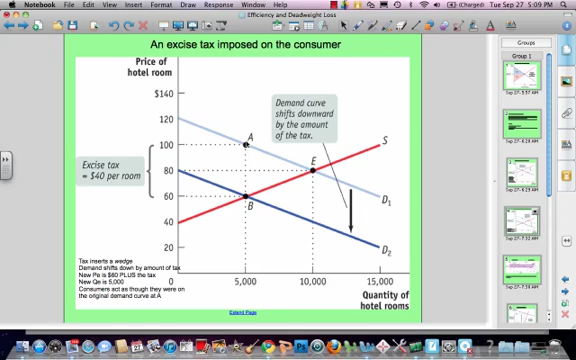 Notebook File Edit View Insert Format Draw Response Window Help
(Charged) Tue Sep 27 5:09 PM
Efficiency and Deadweight Loss
An excise tax imposed on the consumer
Price of
hotel room
$140
120
100
80
60
40
20
Excise tax
= $40 per room
Demand curve
shifts downward
by the amount
of the tax.
A
E
B
S
D1
D2
5,000
10,000
15,000
Quantity of
hotel rooms
Tax inserts a wedge
Demand shifts down by amount of tax
New Pe is $60 PLUS the tax
New Qe is 5,000
Consumers act as though they were on
the original demand curve at A
Extend Page
Groups
Group 1